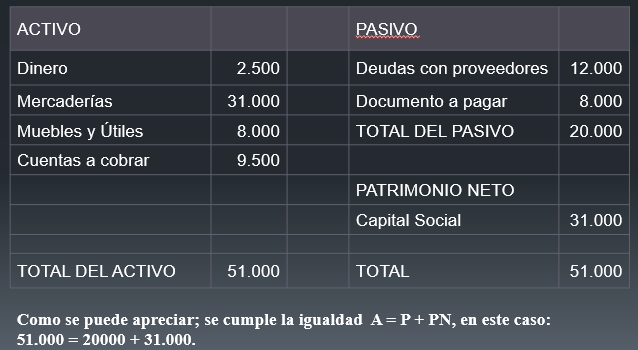 ACTIVO PASIVO
Dinero 2.500 Deudas con proveedores 12.000
Mercaderías 31.000 Documento a pagar 8.000
Muebles y Útiles 8.000 TOTAL DEL PASIVO 20.000
Cuentas a cobrar 9.500
PATRIMONIO NETO
Capital Social 31.000
TOTAL DEL ACTIVO 51.000 TOTAL 51.000
Como se puede apreciar; se cumple la igualdad A = P + PN, en este caso:
51.000 = 20000 + 31.000.